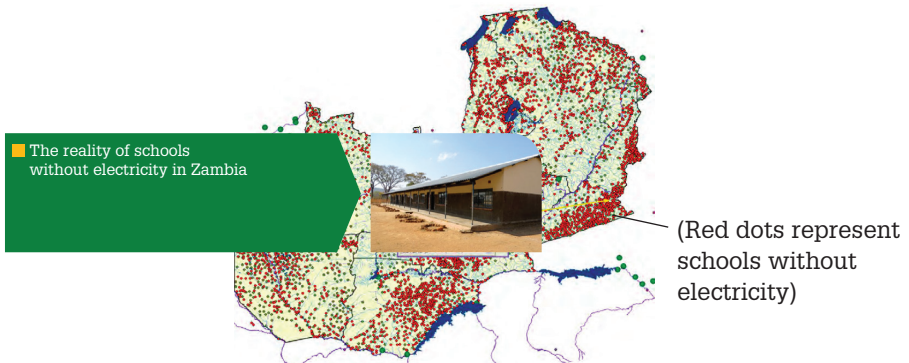 The reality of schools
without electricity in Zambia
(Red dots represent
schools without
electricity)